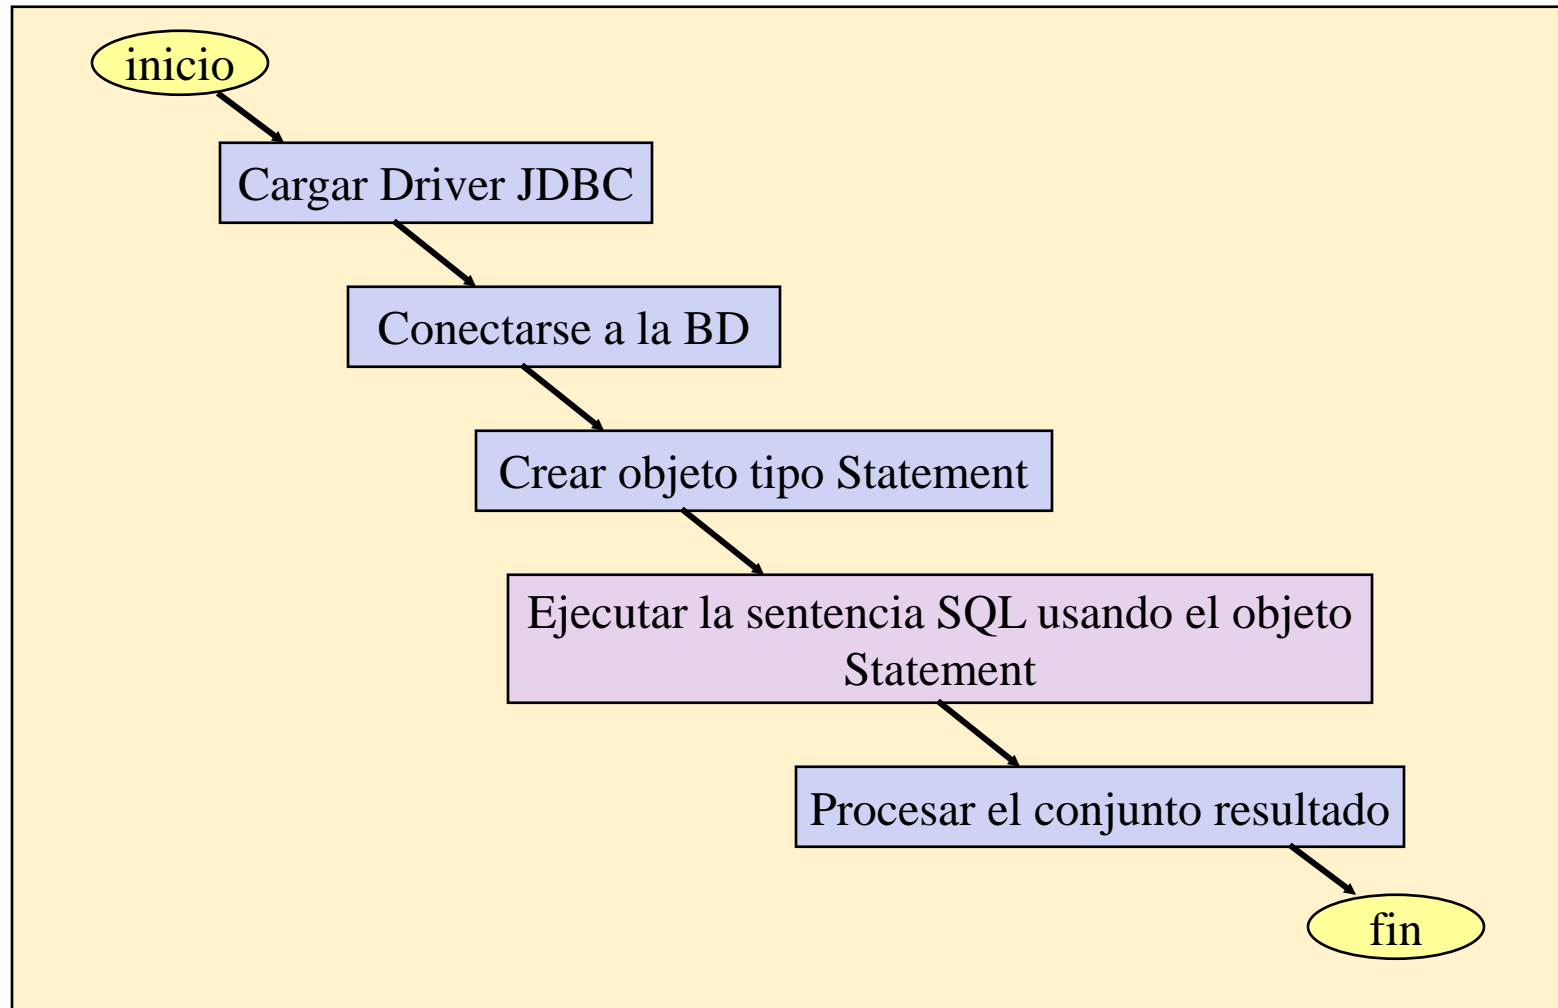 inicio
Cargar Driver JDBC
Conectarse a la BD
Crear objeto tipo Statement
Ejecutar la sentencia SQL usando el objeto
Statement
Procesar el conjunto resultado
fin